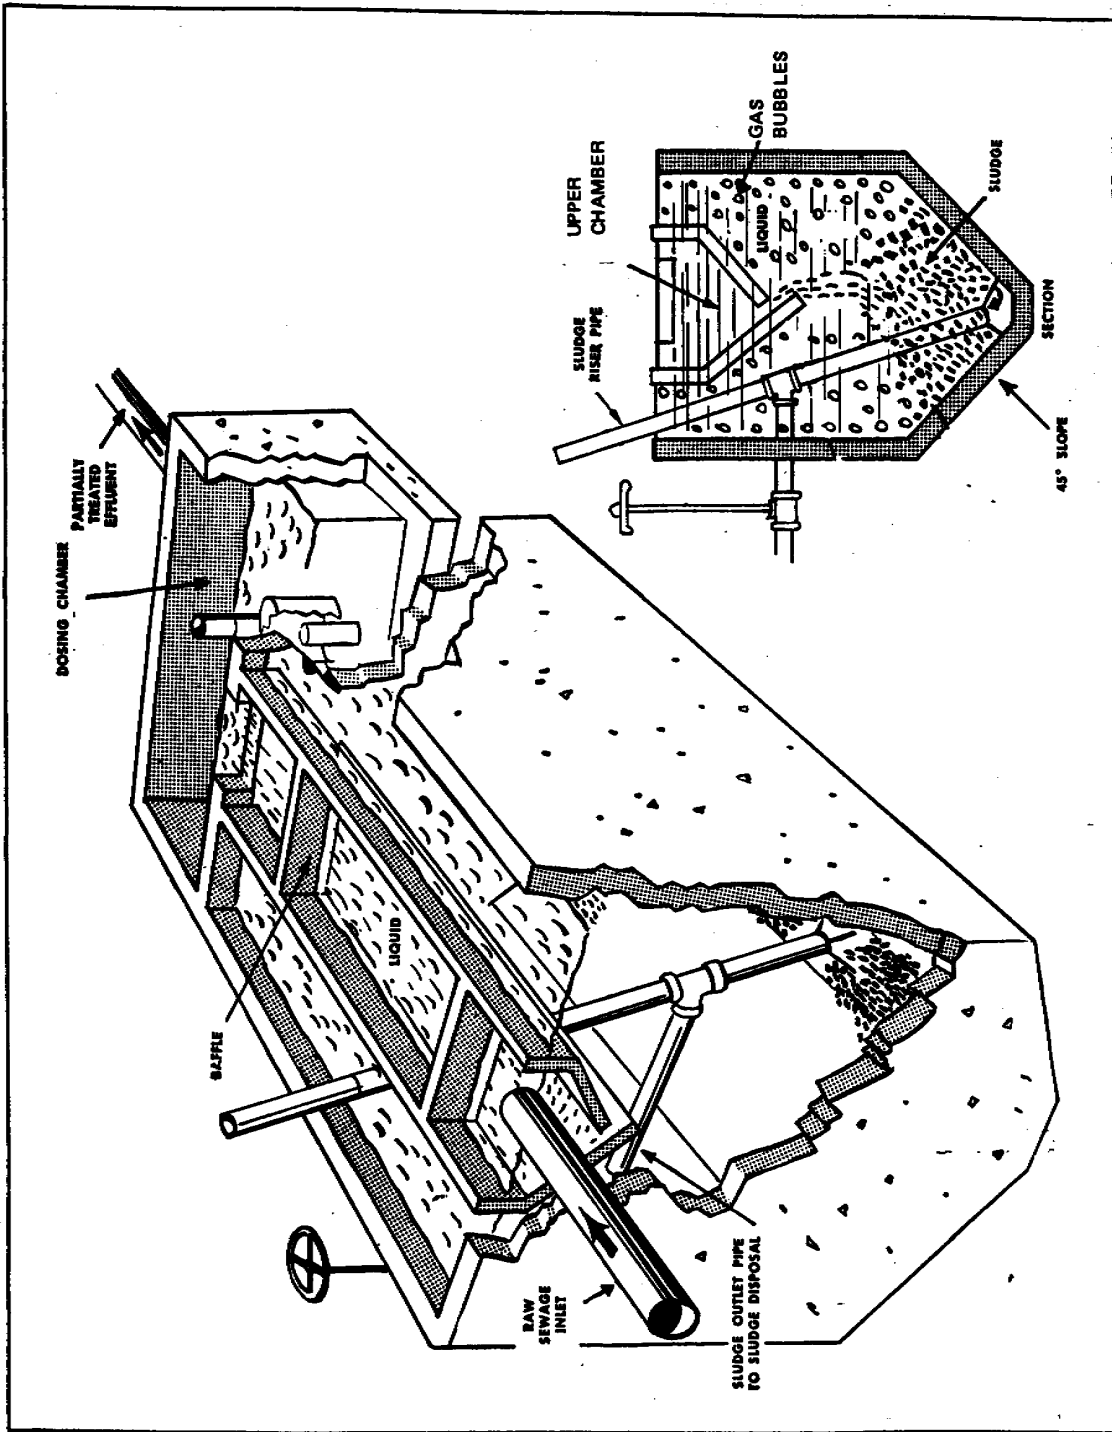 DOSING CHAMBER
PARTIALLY
TREATED
EFFLUENT
BAFFLE
LIQUID
RAW
SEWAGE
INLET
SLUDGE OUTLET PIPE
TO SLUDGE DISPOSAL
UPPER
CHAMBER
GAS
BUBBLES
SLUDGE
RISER PIPE
LIQUID
SLUDGE
SECTION
45° SLOPE